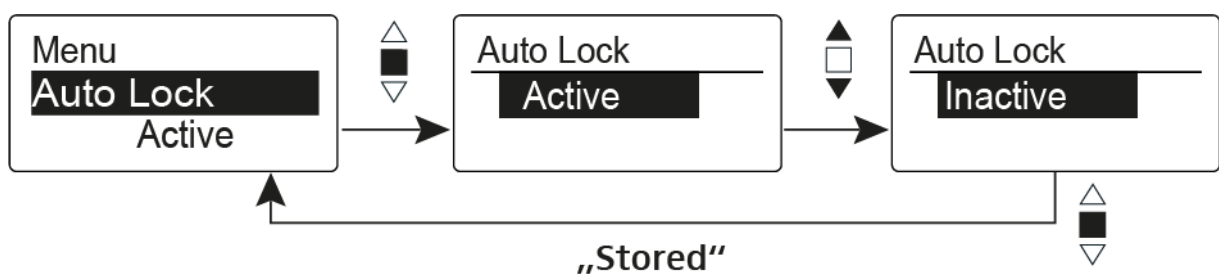 Menu
Auto Lock
Active
Auto Lock
Active
Auto Lock
Inactive
„Stored“